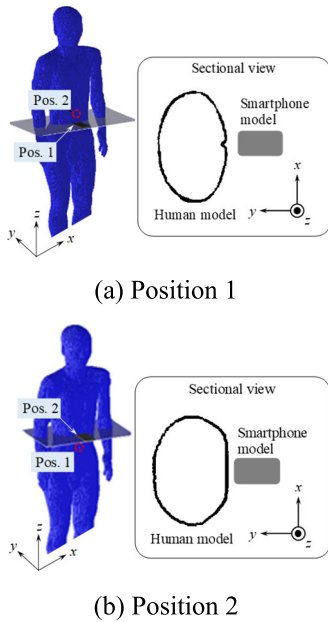 Pos. 2
Pos. 1
z
y
x
Sectional view
Smartphone
model
Human model
x
y
z
(a) Position 1
Pos. 2
Pos. 1
z
y
x
Sectional view
Smartphone
model
Human model
x
y
z
(b) Position 2